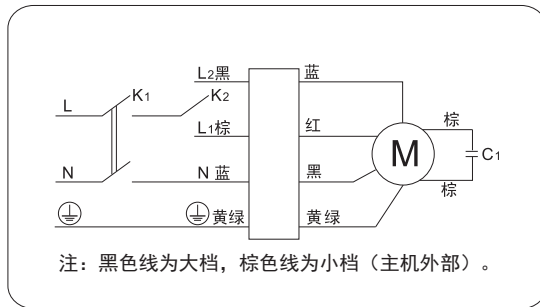 L2黑 蓝
L K1 K2
L1棕 红 棕
M C1
N N 蓝 黑 棕
黄绿 黄绿
注：黑色线为大档，棕色线为小档（主机外部）。